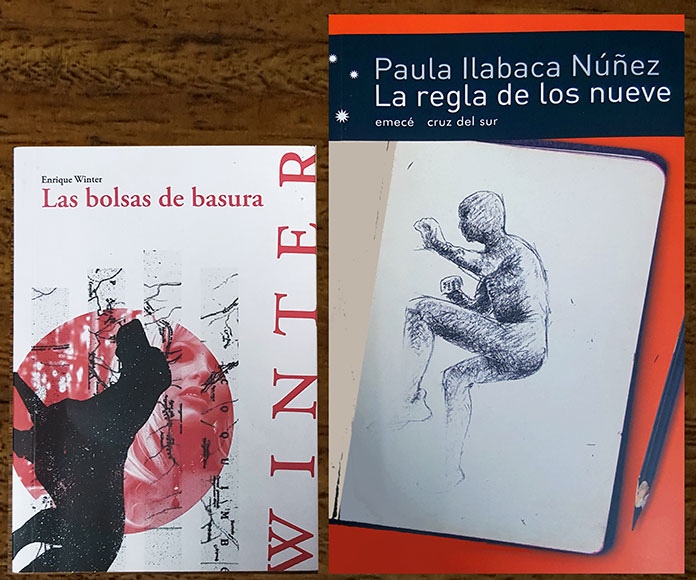 Enrique Winter
Las bolsas de basura
WINTER
Paula Ilabaca Núñez
La regla de los nueve
emecé cruz del sur